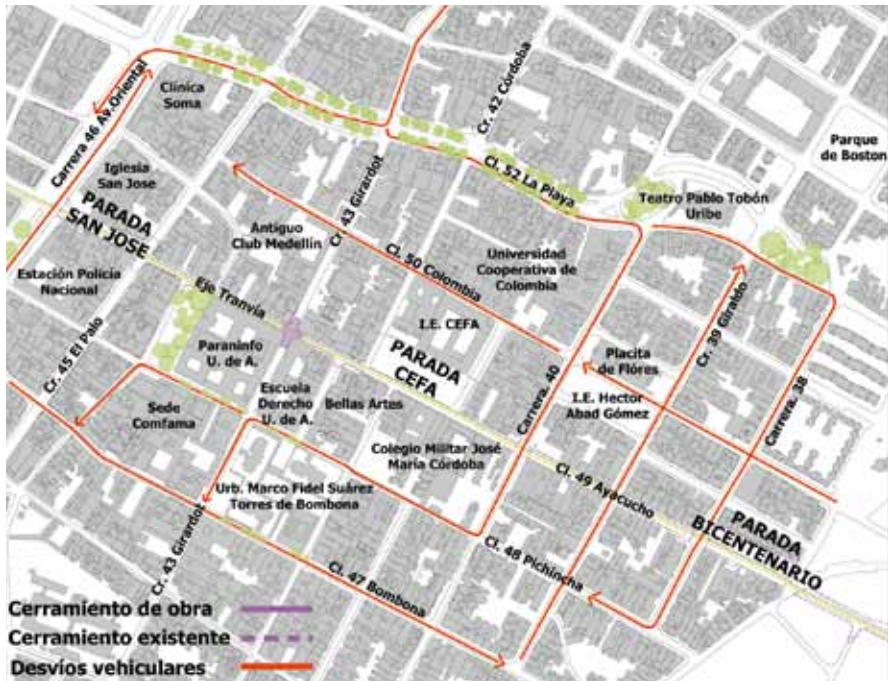 Cr. 42 Córdoba
Carrera 46 Av.Oriental
Clínica
Soma
Parque
de Boston
Iglesia
San Jose
Cl. 52 La Playa
Teatro Pablo Tobón
Uribe
PARADA
SAN JOSE
Cr. 43 Girardot
Antiguo
Club Medellín
Universidad
Cooperativa de
Colombia
Cl. 50 Colombia
Estación Policía
Nacional
Eje Tranvía
I.E. CEFA
Cr. 39 Giraldo
Paraninfo
U. de A.
PARADA
CEFA
Placita
de Flóres
Cr. 45 El Palo
Carrera. 40
Carrera. 38
Escuela
Derecho
U. de A.
Bellas Artes
I.E. Hector
Abad Gómez
Sede
Comfama
Colegio Militar José
María Córdoba
Cl. 49 Ayacucho
Urb. Marco Fidel Suárez
Torres de Bombona
PARADA
BICENTENARIO
Cr. 43 Girardot
Cl. 48 Pichincha
Cl. 47 Bombona
Cerramiento de obra
Cerramiento existente
Desvíos vehiculares